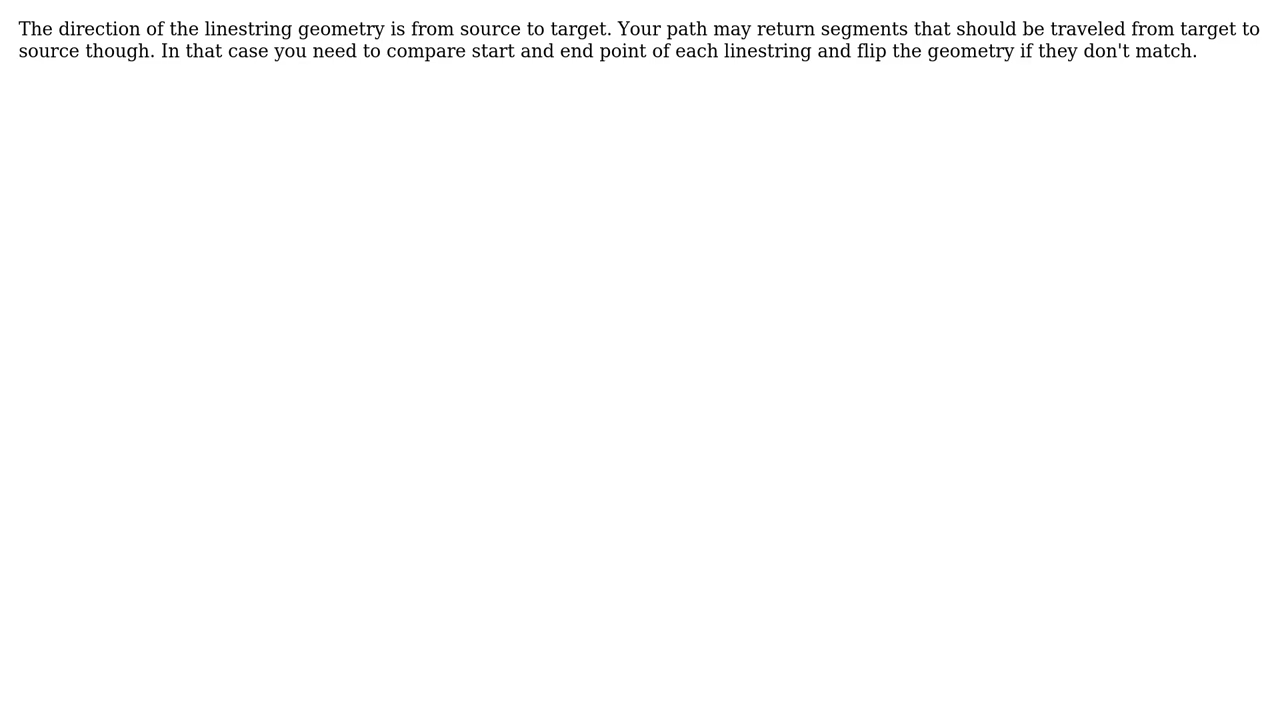 The direction of the linestring geometry is from source to target. Your path may return segments that should be traveled from target to
source though. In that case you need to compare start and end point of each linestring and flip the geometry if they don't match.